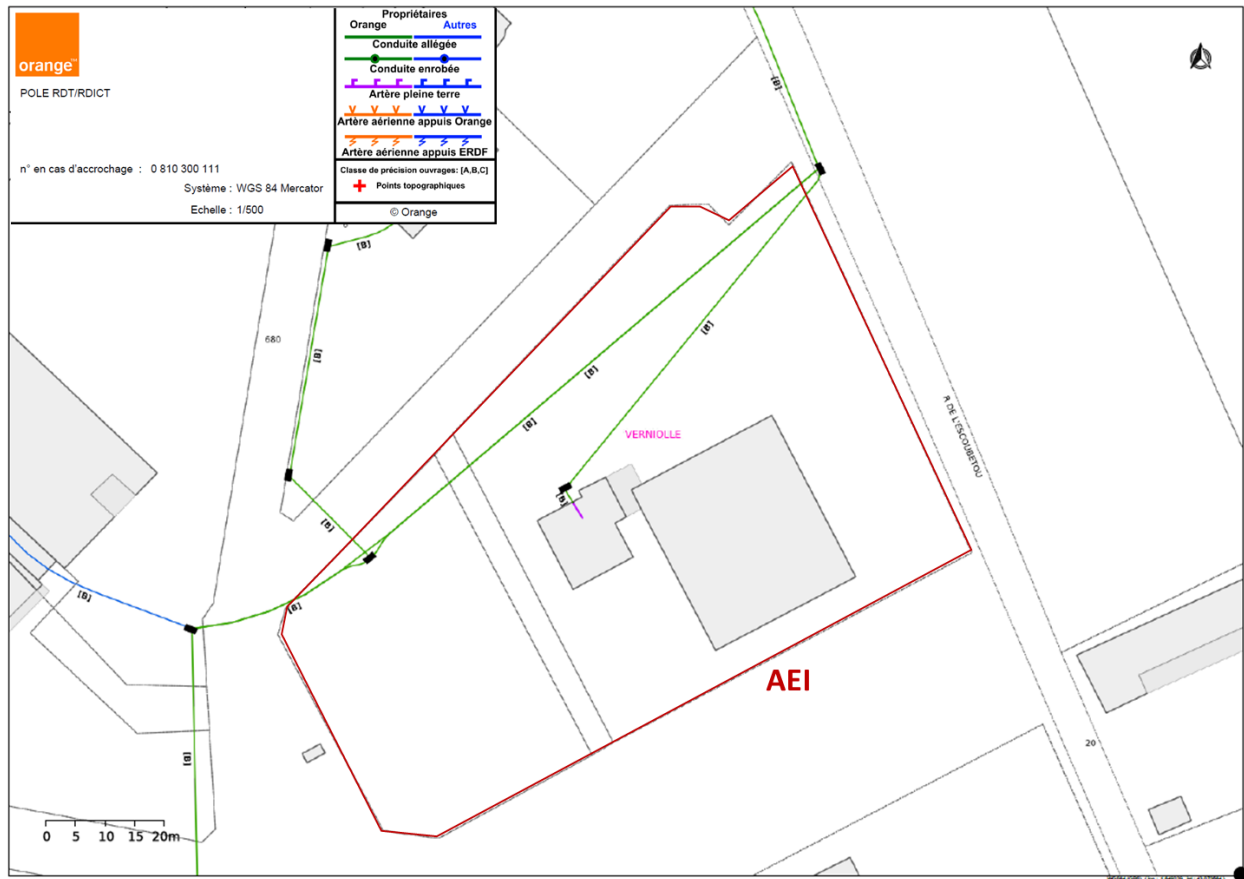 orange™
POLE RDT/RDICT
n° en cas d'accrochage : 0 810 300 111
Système : WGS 84 Mercator
Echelle : 1/500
Propriétaires
Orange Autres
Conduite allégée
Conduite enrobée
Artère pleine terre
Artère aérienne appuis Orange
Artère aérienne appuis ERDF
Classe de précision ouvrages: [A,B,C]
Points topographiques
© Orange
[B]
[B]
[B]
680
[B]
[B]
[B]
[B]
VERNIOLLE
R DE L'ESCOUBETOU
[B]
[B]
[B]
[B]
AEI
20
[B]
0 5 10 15 20m